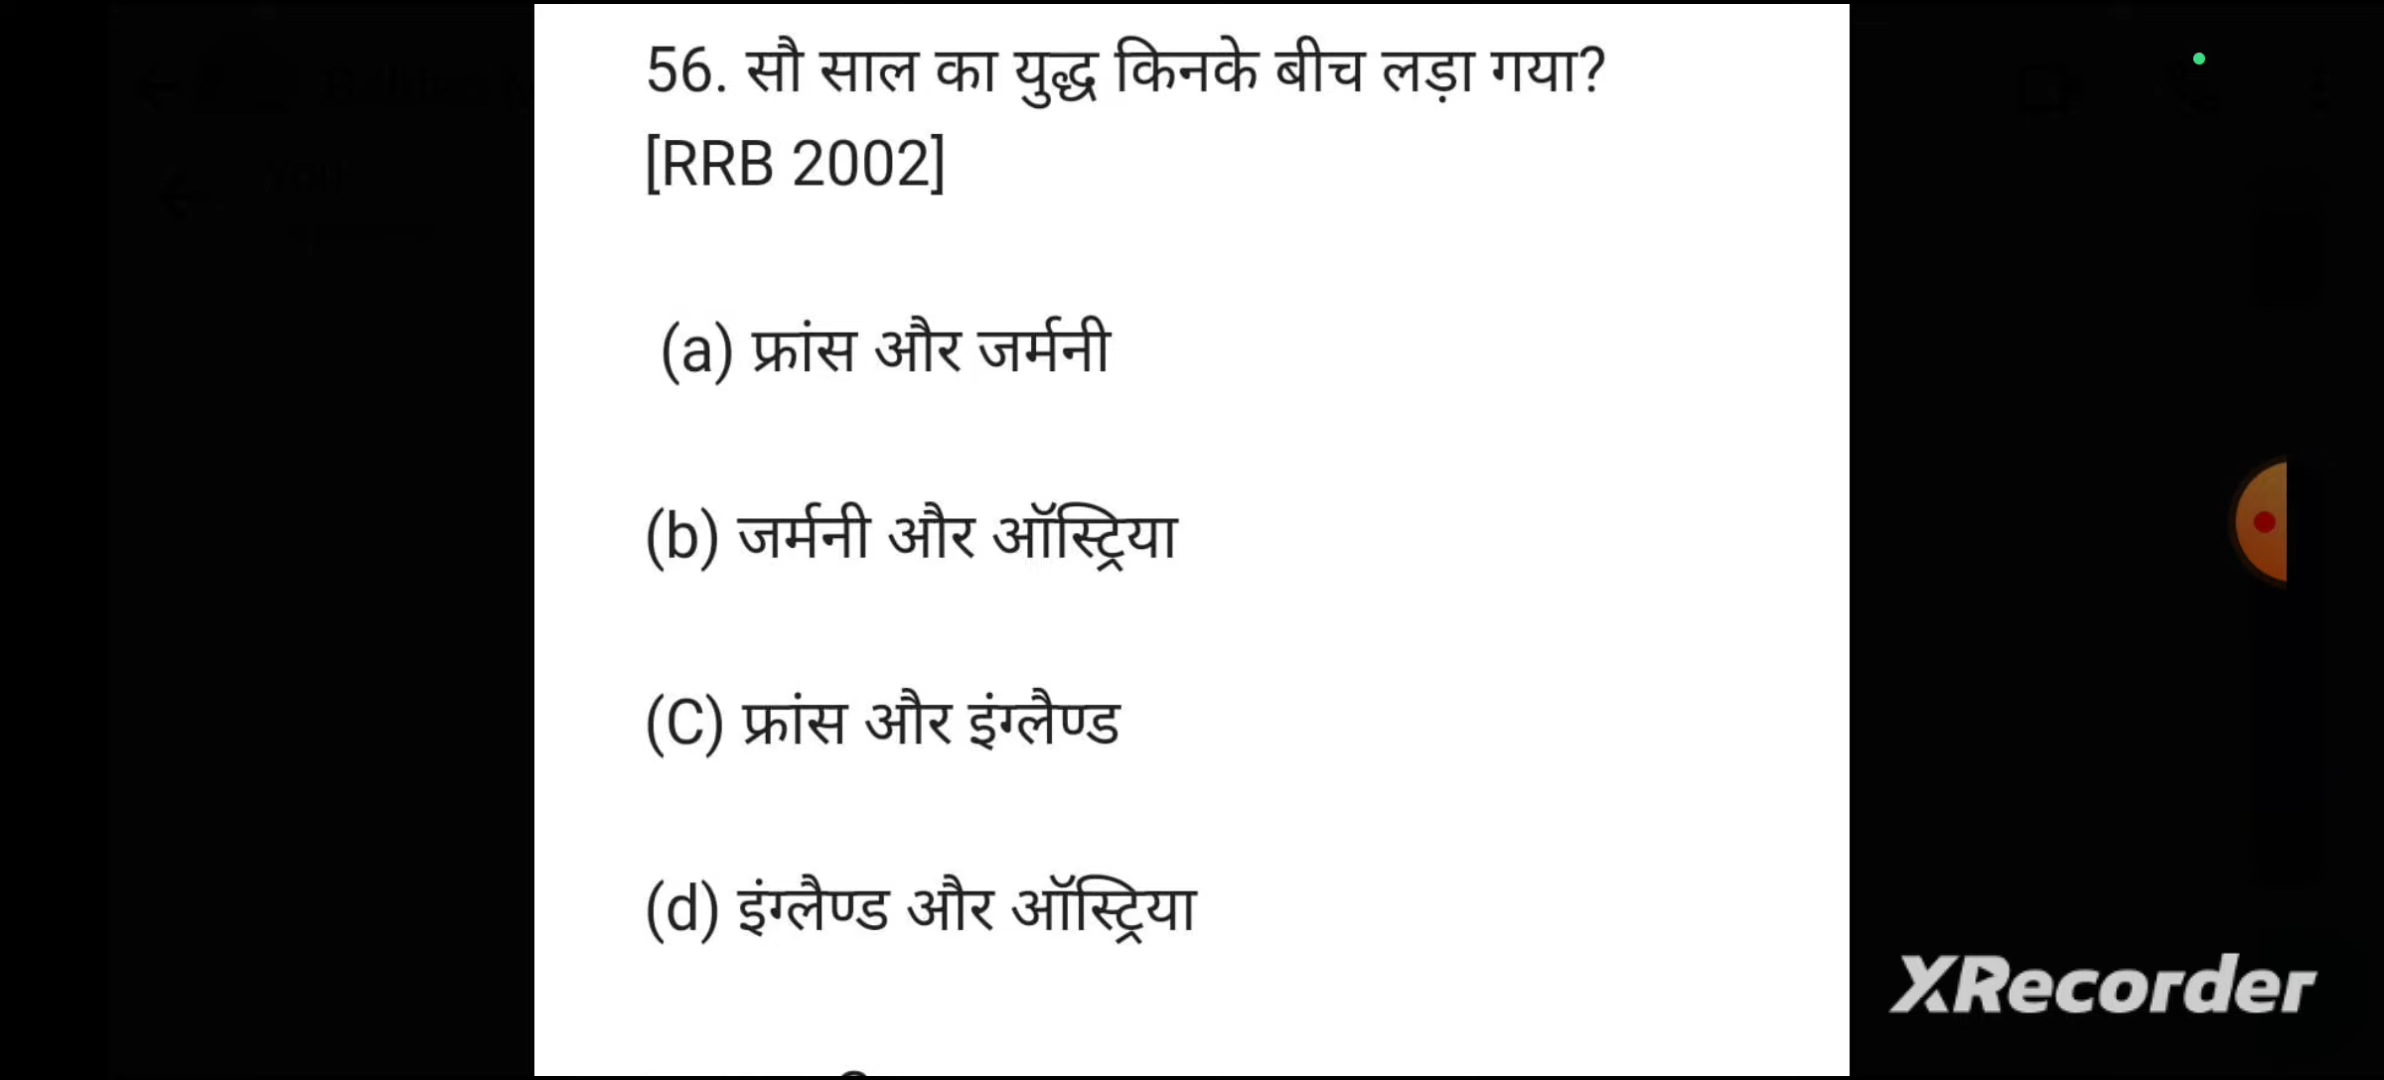 56. सौ साल का युद्ध किनके बीच लड़ा गया?
[RRB 2002]
(a) फ्रांस और जर्मनी
(b) जर्मनी और ऑस्ट्रिया
(C) फ्रांस और इंग्लैण्ड
(d) इंग्लैण्ड और ऑस्ट्रिया
XRecorder